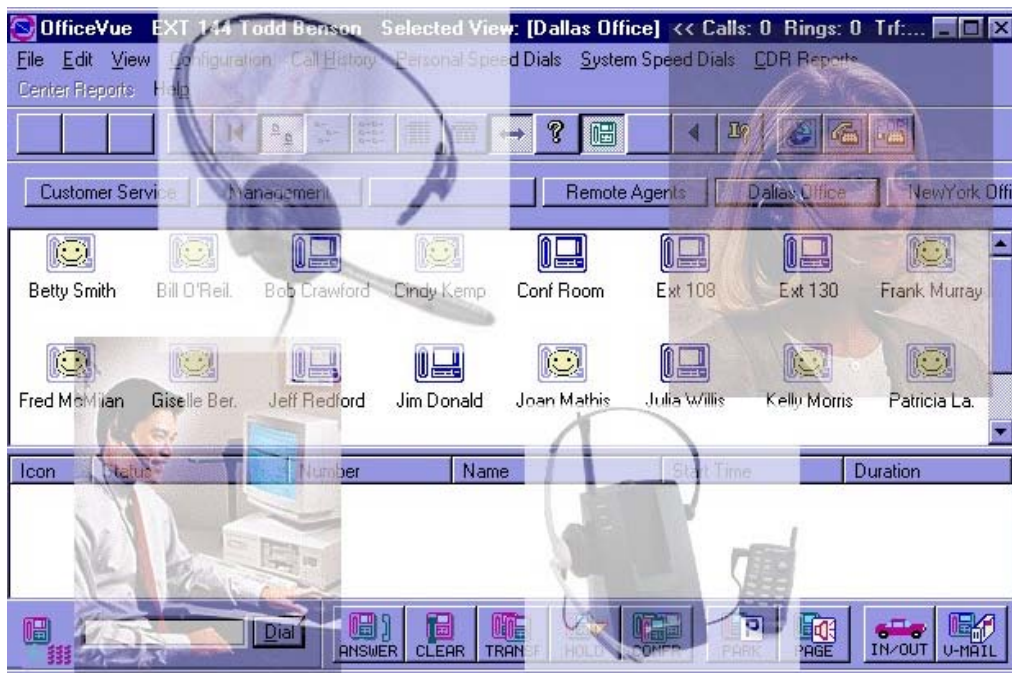 OfficeVue EXT 144 Todd Benson Selected View: [Dallas Office] << Calls: 0 Rings: 0 Trf:...
File Edit View Configuration Call History Personal Speed Dials System Speed Dials CDR Reports
Center Reports Help
Customer Service Management Remote Agents Dallas Office NewYork Offi
Betty Smith Bill O'Reil. Bob Crawford Cindy Kemp Conf Room Ext 108 Ext 130 Frank Murray
Fred McMilan Giselle Ber. Jeff Redford Jim Donald Joan Mathis Julia Willis Kelly Morris Patricia La.
Icon Status Number Name Start Time Duration
Dial ANSWER CLEAR TRANSF HOLD CONFR PARK PAGE IN/OUT V-MAIL